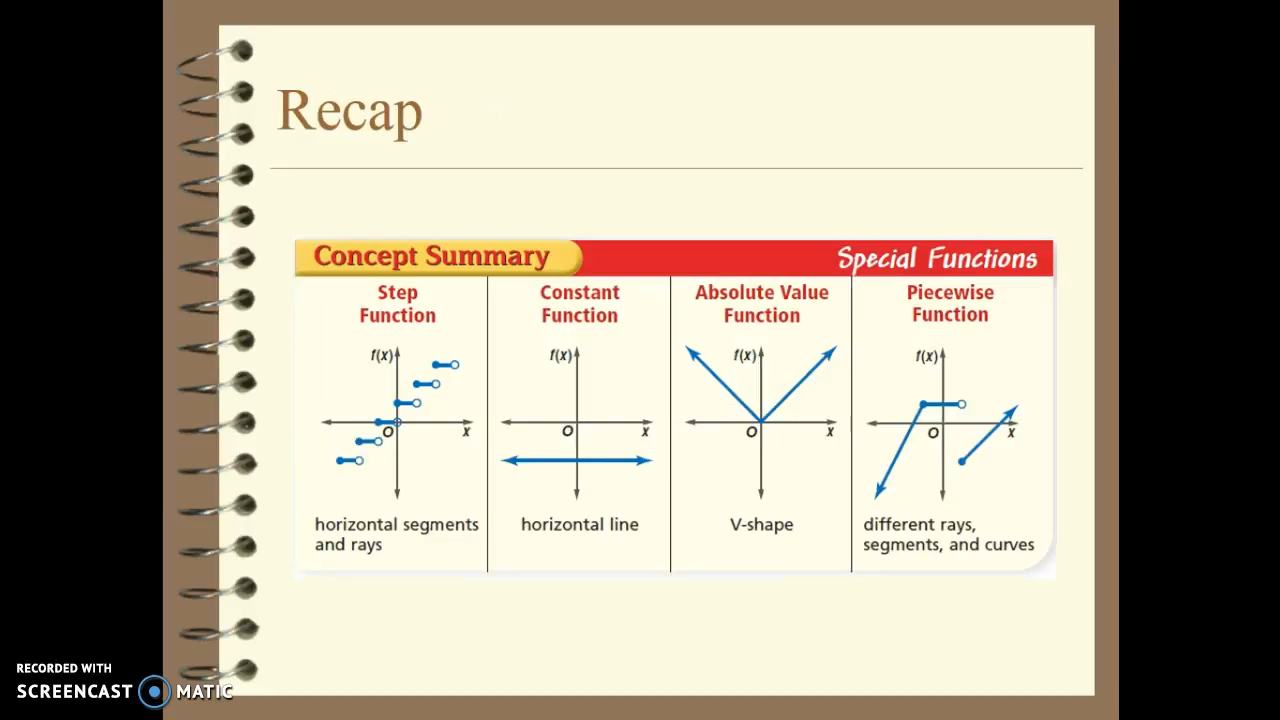 Recap
Concept Summary
Special Functions
Step
Function
f(x)
O
x
horizontal segments
and rays
Constant
Function
f(x)
O
x
horizontal line
Absolute Value
Function
f(x)
O
x
V-shape
Piecewise
Function
f(x)
O
x
different rays,
segments, and curves
RECORDED WITH
SCREENCAST MATIC